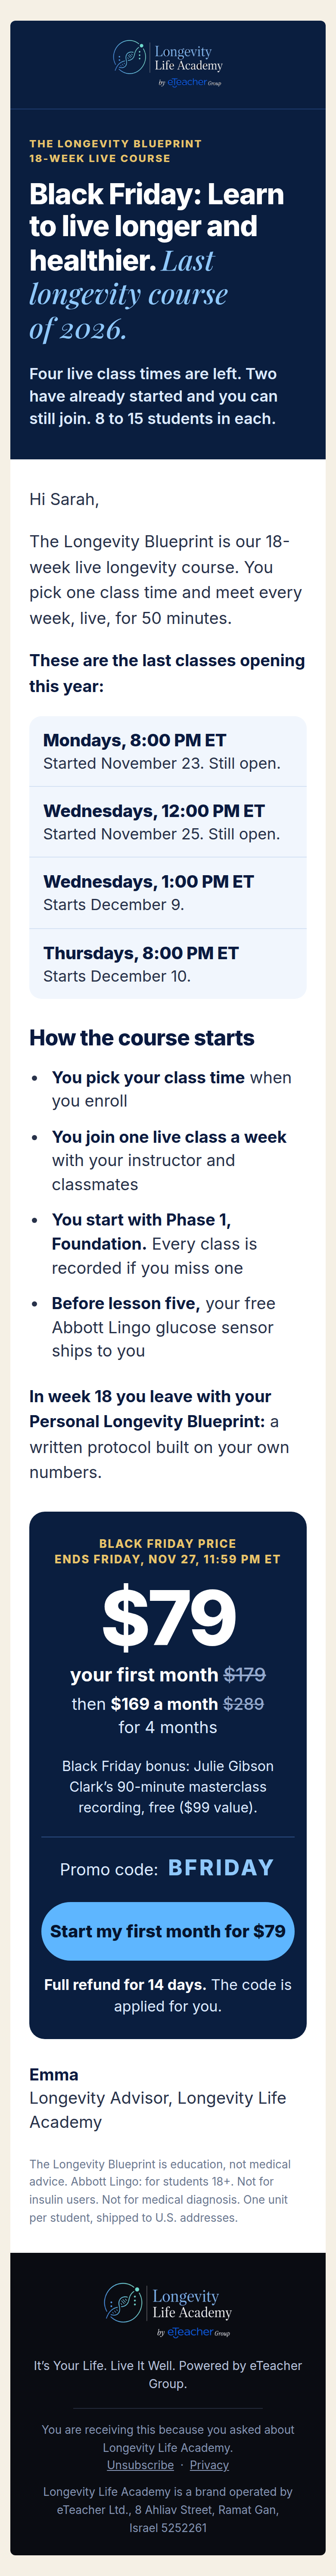 Longevity
Life Academy
by eTeacher Group
THE LONGEVITY BLUEPRINT
18-WEEK LIVE COURSE
Black Friday: Learn
to live longer and
healthier. Last
longevity course
of 2026.
Four live class times are left. Two
have already started and you can
still join. 8 to 15 students in each.
Hi Sarah,
The Longevity Blueprint is our 18-
week live longevity course. You
pick one class time and meet every
week, live, for 50 minutes.
These are the last classes opening
this year:
Mondays, 8:00 PM ET
Started November 23. Still open.
Wednesdays, 12:00 PM ET
Started November 25. Still open.
Wednesdays, 1:00 PM ET
Starts December 9.
Thursdays, 8:00 PM ET
Starts December 10.
How the course starts
• You pick your class time when
you enroll
• You join one live class a week
with your instructor and
classmates
• You start with Phase 1,
Foundation. Every class is
recorded if you miss one
• Before lesson five, your free
Abbott Lingo glucose sensor
ships to you
In week 18 you leave with your
Personal Longevity Blueprint: a
written protocol built on your own
numbers.
BLACK FRIDAY PRICE
ENDS FRIDAY, NOV 27, 11:59 PM ET
$79
your first month $179
then $169 a month $289
for 4 months
Black Friday bonus: Julie Gibson
Clark's 90-minute masterclass
recording, free ($99 value).
Promo code: BFRIDAY
Start my first month for $79
Full refund for 14 days. The code is
applied for you.
Emma
Longevity Advisor, Longevity Life
Academy
The Longevity Blueprint is education, not medical
advice. Abbott Lingo: for students 18+. Not for
insulin users. Not for medical diagnosis. One unit
per student, shipped to U.S. addresses.
Longevity
Life Academy
by eTeacher Group
It's Your Life. Live It Well. Powered by eTeacher
Group.
You are receiving this because you asked about
Longevity Life Academy.
Unsubscribe · Privacy
Longevity Life Academy is a brand operated by
eTeacher Ltd., 8 Ahliav Street, Ramat Gan,
Israel 5252261